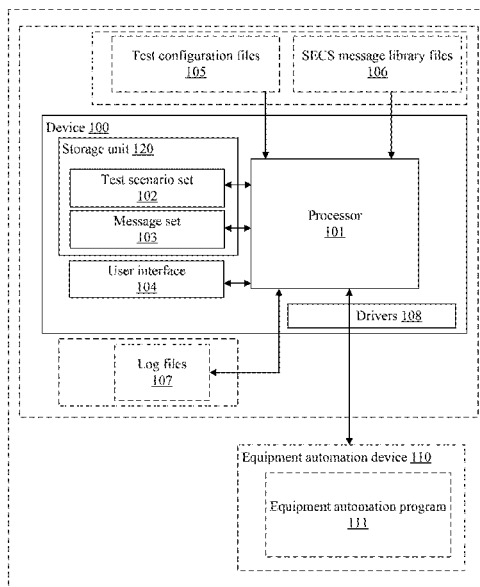 Test configuration files
105
SECS message library files
106
Device 100
Storage unit 120
Test scenario set
102
Message set
103
Processor
101
User interface
104
Drivers 108
Log files
107
Equipment automation device 110
Equipment automation program
111